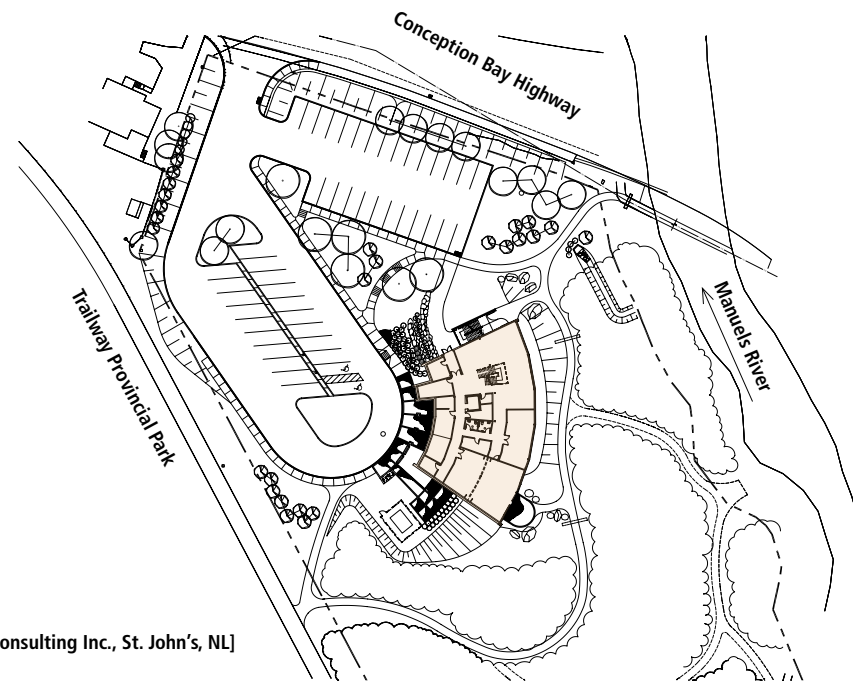 Conception Bay Highway
Manuels River
Trailway Provincial Park
onsulting Inc., St. John's, NL]